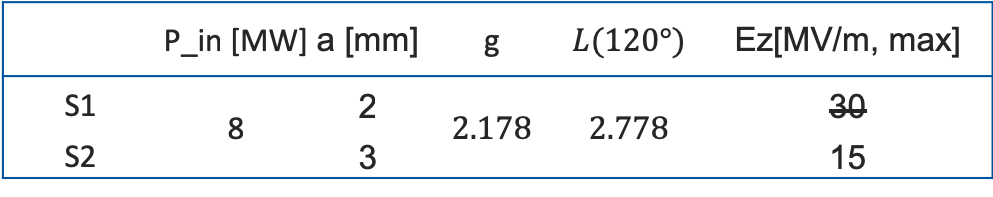 P_in [MW] a [mm] g L(120°) Ez[MV/m, max]
S1 2 30
8 2.178 2.778
S2 3 15